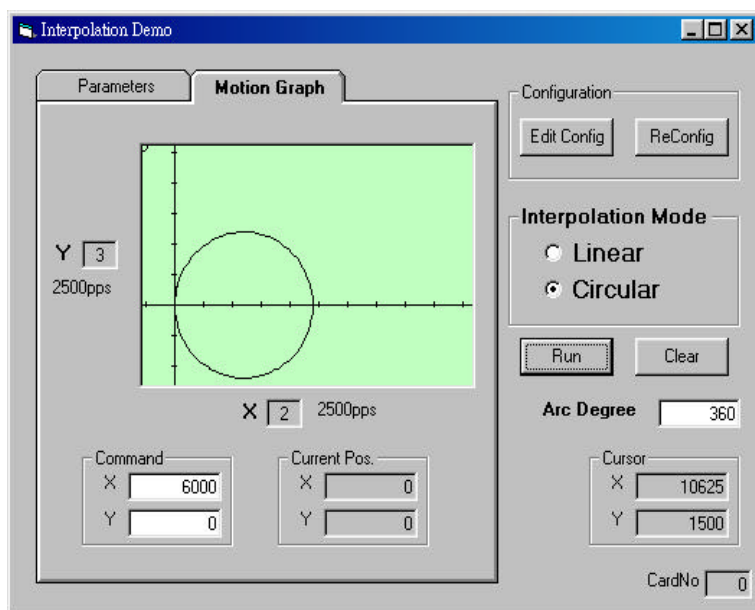 Interpolation Demo
Parameters
Motion Graph
Y 3
2500pps
X 2 2500pps
Command
X 6000
Y 0
Current Pos.
X 0
Y 0
Configuration
Edit Config
ReConfig
Interpolation Mode
Linear
Circular
Run
Clear
Arc Degree 360
Cursor
X 10625
Y 1500
CardNo 0